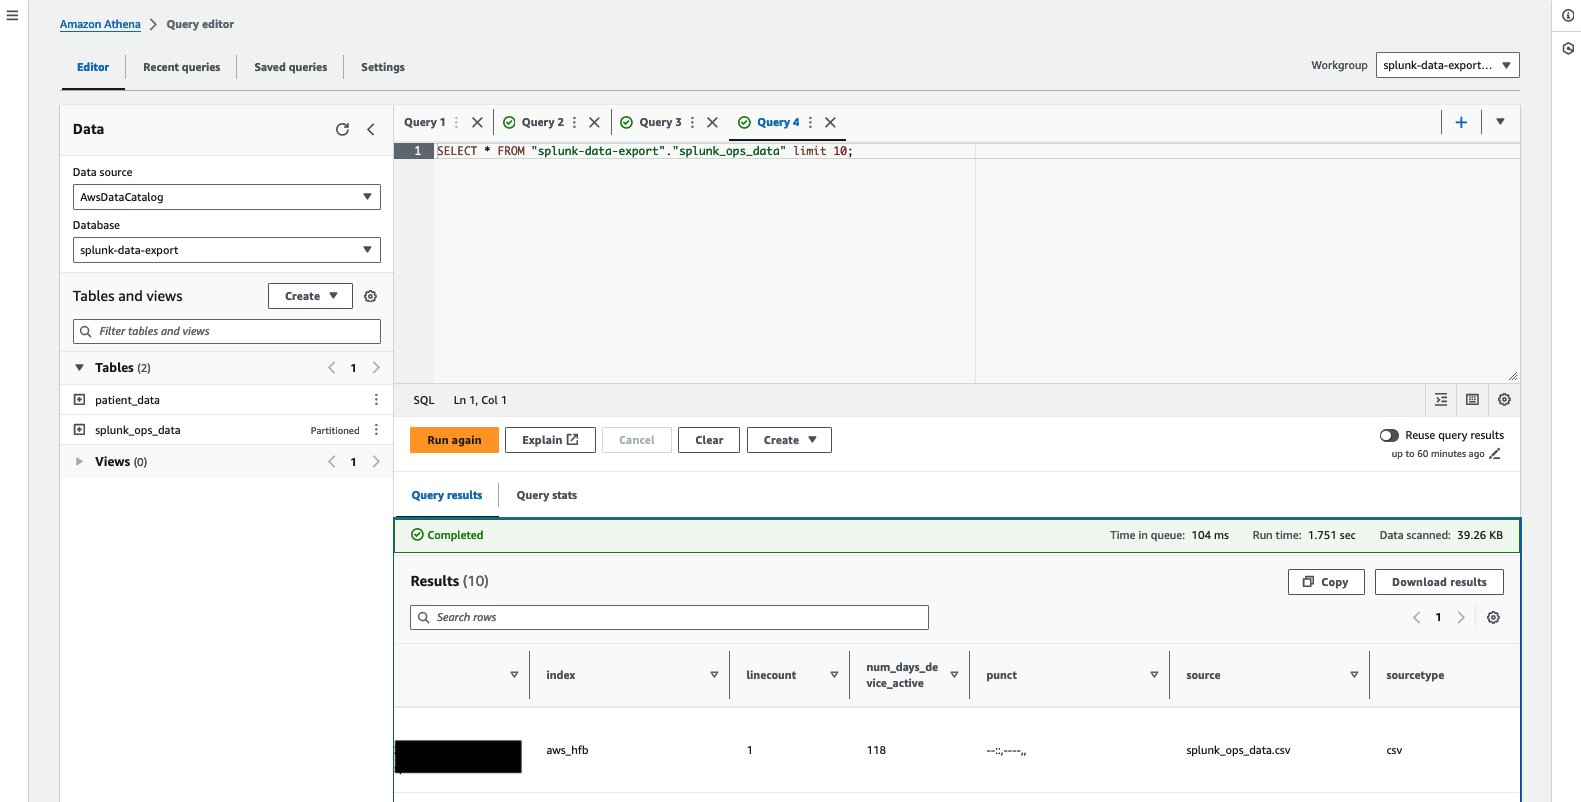 Amazon Athena > Query editor
Editor
Recent queries
Saved queries
Settings
Workgroup
splunk-data-export...
Data
Data source
AwsDataCatalog
Database
splunk-data-export
Tables and views
Create
Filter tables and views
Tables (2)
1
patient_data
splunk_ops_data
Partitioned
Views (0)
1
Query 1
Query 2
Query 3
Query 4
1 SELECT * FROM "splunk-data-export"."splunk_ops_data" limit 10;
SQL Ln 1, Col 1
Run again
Explain
Cancel
Clear
Create
Reuse query results
up to 60 minutes ago
Query results
Query stats
Completed
Time in queue: 104 ms Run time: 1.751 sec Data scanned: 39.26 KB
Results (10)
Copy
Download results
Search rows
1
index
linecount
num_days_de
vice_active
punct
source
sourcetype
aws_hfb
1
118
--::,----,,
splunk_ops_data.csv
csv